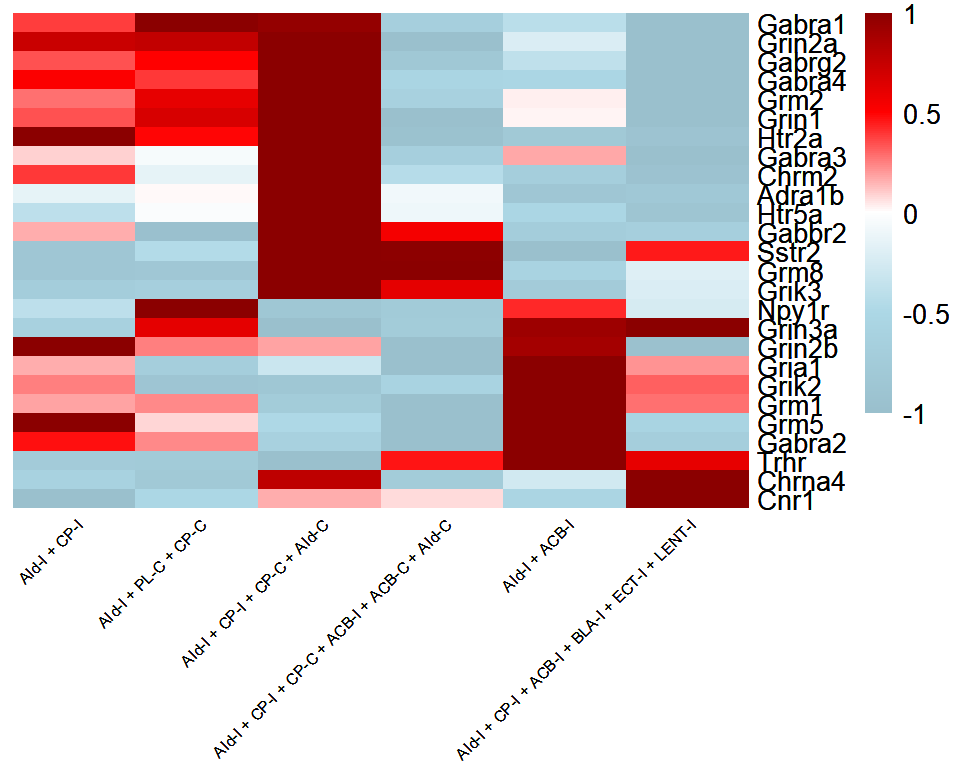 Gabra1
Grin2a
Gabrg2
Gabra4
Grm2
Grin1
Htr2a
Gabra3
Chrm2
Adra1b
Htr5a
Gabbr2
Sstr2
Grm8
Grik3
Npy1r
Grin3a
Grin2b
Gria1
Grik2
Grm1
Grm5
Gabra2
Trhr
Chrna4
Cnr1
1
0.5
0
-0.5
-1
AId-I + CP-I
AId-I + PL-C + CP-C
AId-I + CP-I + CP-C + AId-C
AId-I + CP-I + CP-C + ACB-I + ACB-C + AId-C
AId-I + ACB-I
AId-I + CP-I + ACB-I + BLA-I + ECT-I + LENT-I